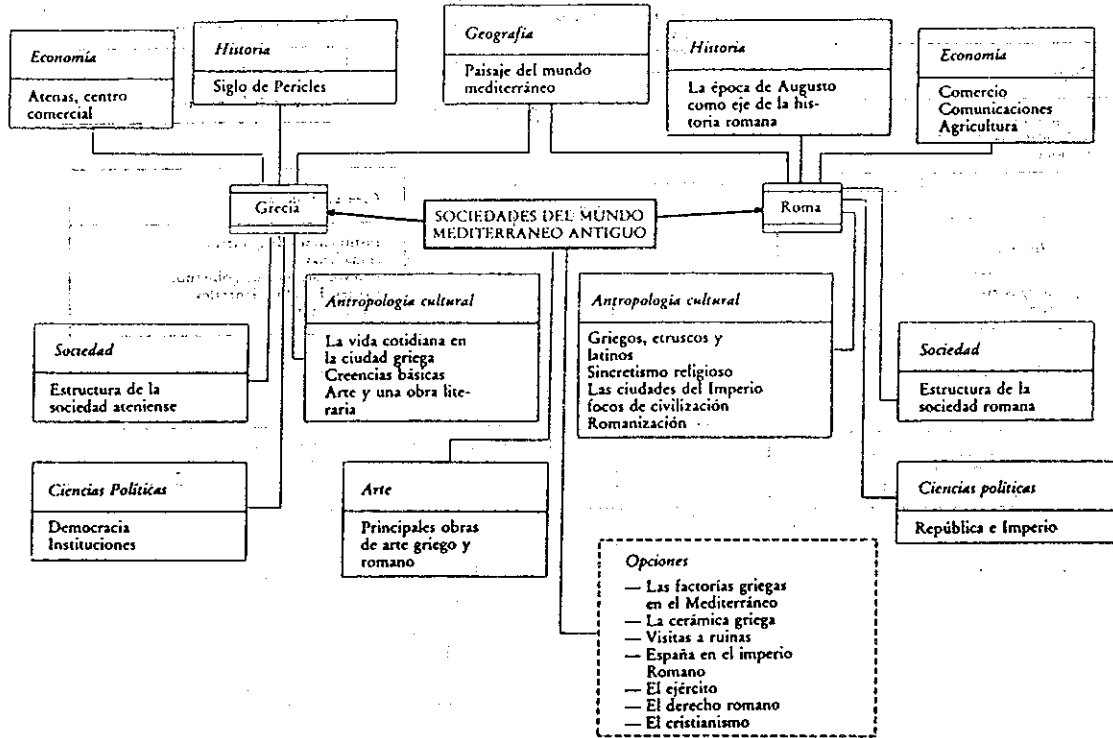 Economía
Atenas, centro
comercial
Historia
Siglo de Pericles
Geografía
Paisaje del mundo
mediterráneo
Historia
La época de Augusto
como eje de la his-
toria romana
Economía
Comercio
Comunicaciones
Agricultura
Grecia
SOCIEDADES DEL MUNDO
MEDITERRANEO ANTIGUO
Roma
Sociedad
Estructura de la
sociedad ateniense
Antropología cultural
La vida cotidiana en
la ciudad griega
Creencias básicas
Arte y una obra lite-
raria
Antropología cultural
Griegos, etruscos y
latinos
Sincretismo religioso
Las ciudades del Imperio
focos de civilización
Romanización
Sociedad
Estructura de la
sociedad romana
Ciencias Políticas
Democracia
Instituciones
Arte
Principales obras
de arte griego y
romano
Ciencias políticas
República e Imperio
Opciones
— Las factorías griegas
en el Mediterráneo
— La cerámica griega
— Visitas a ruinas
— España en el imperio
Romano
— El ejército
— El derecho romano
— El cristianismo